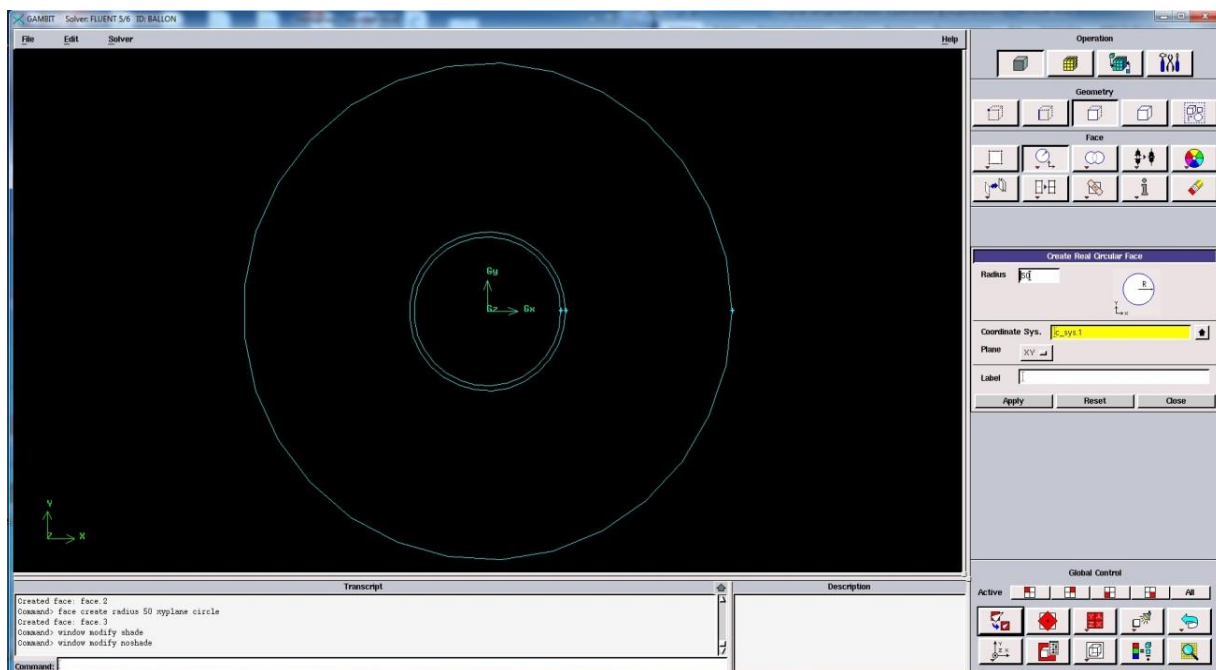 GAMBIT Solver: FLUENT 5/6 ID: BALLON
File Edit Solver Help
Operation
Geometry
Face
Create Real Circular Face
Radius 50
R
Y
X
Coordinate Sys. c_sys.1
Plane XY
Label
Apply Reset Close
Gy
Gz Gx
Y
Z X
Global Control
Active All
Transcript
Created face: face.2
Command> face create radius 50 xyplane circle
Created face: face.3
Command> window modify shade
Command> window modify noshade
Command:
Description